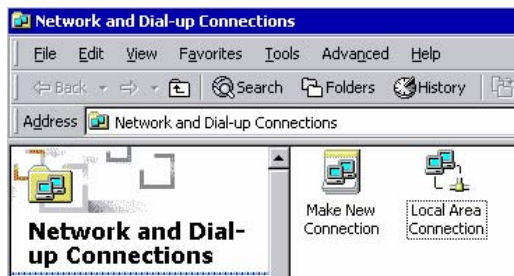 Network and Dial-up Connections
File Edit View Favorites Tools Advanced Help
Back Search Folders History
Address Network and Dial-up Connections
Network and Dial-
up Connections
Make New
Connection
Local Area
Connection